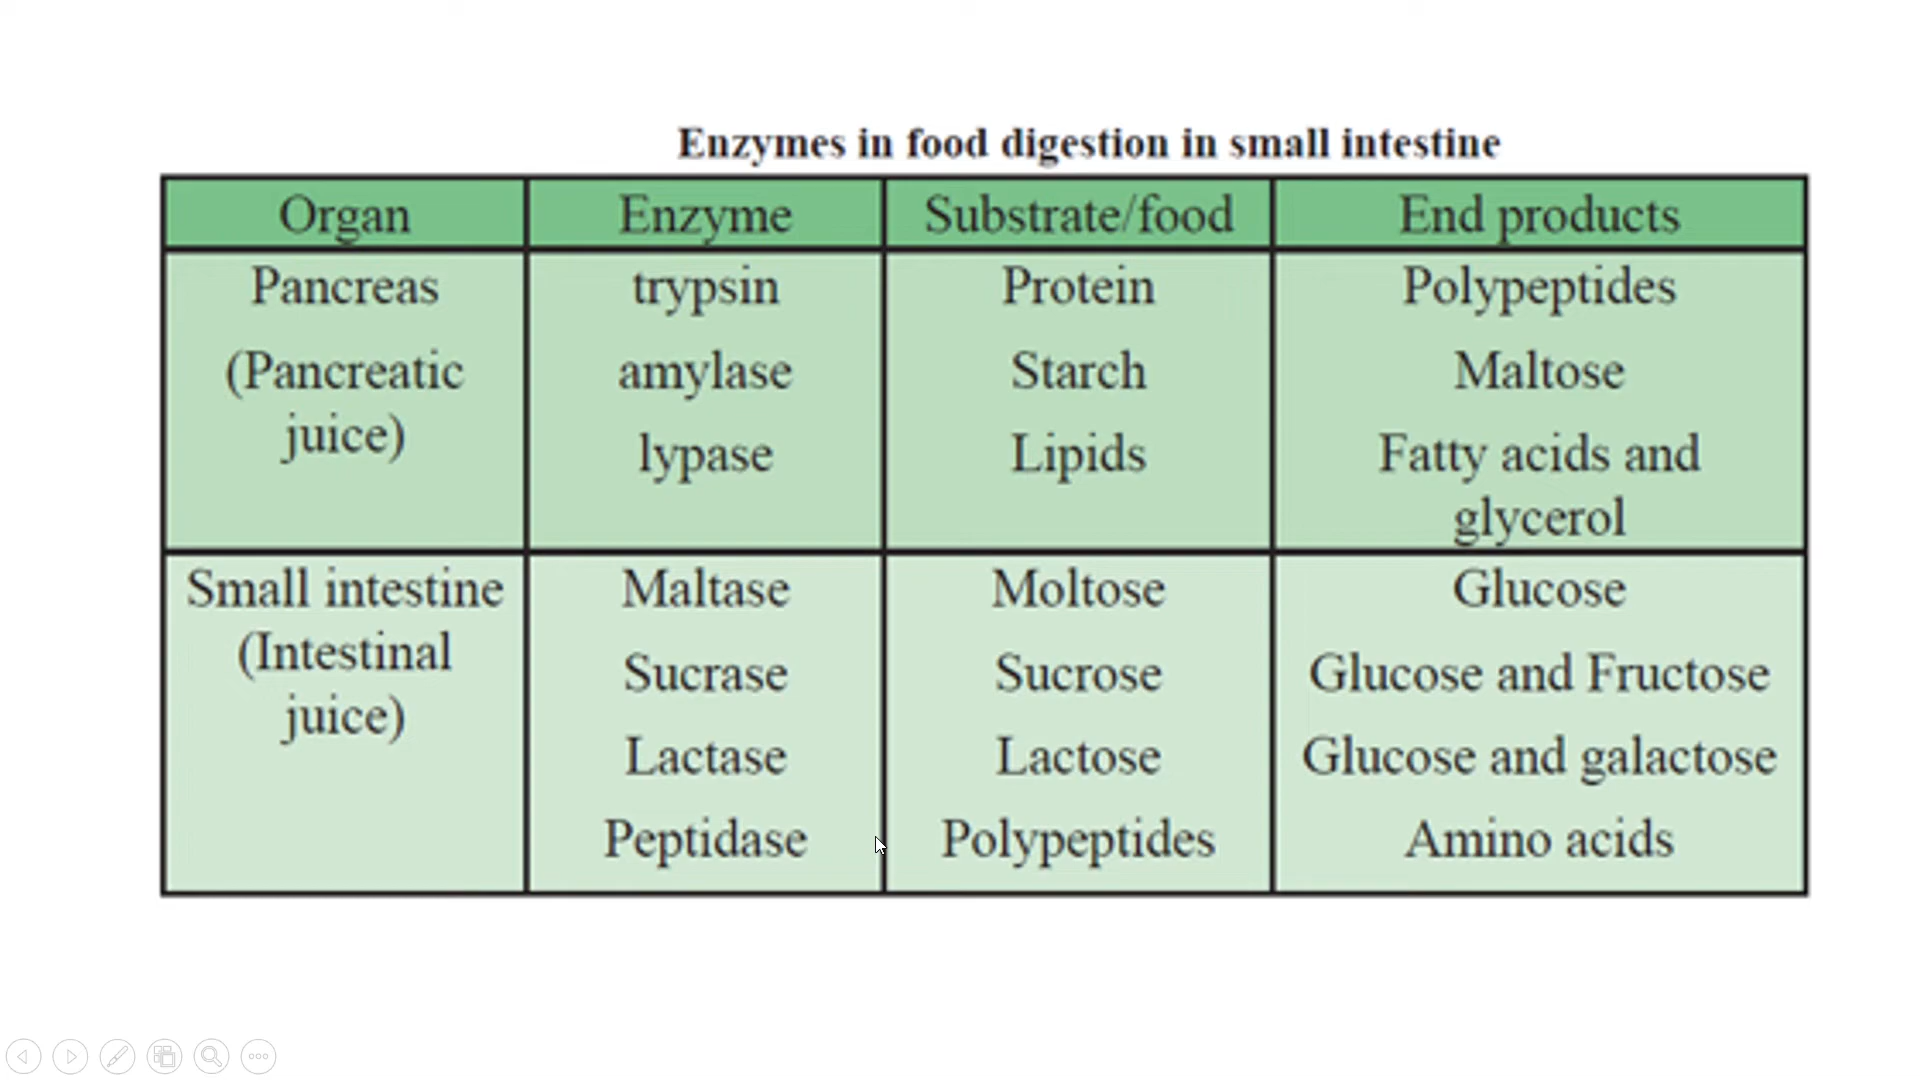 Enzymes in food digestion in small intestine
Organ Enzyme Substrate/food End products
Pancreas trypsin Protein Polypeptides
(Pancreatic amylase Starch Maltose
juice) lypase Lipids Fatty acids and
glycerol
Small intestine Maltase Moltose Glucose
(Intestinal Sucrase Sucrose Glucose and Fructose
juice) Lactase Lactose Glucose and galactose
Peptidase Polypeptides Amino acids